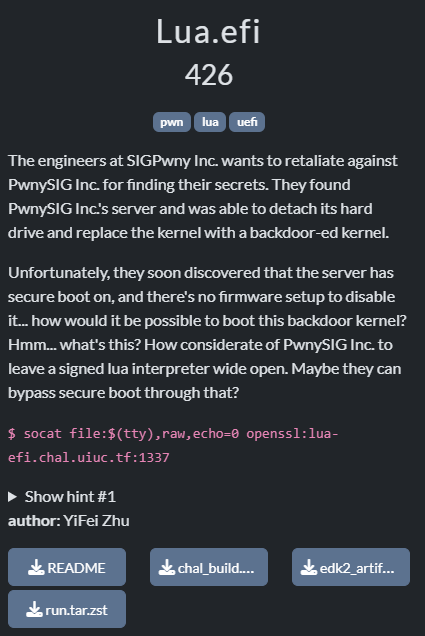 Lua.efi
426
pwn lua uefi
The engineers at SIGPwny Inc. wants to retaliate against
PwnySIG Inc. for finding their secrets. They found
PwnySIG Inc.'s server and was able to detach its hard
drive and replace the kernel with a backdoor-ed kernel.
Unfortunately, they soon discovered that the server has
secure boot on, and there's no firmware setup to disable
it... how would it be possible to boot this backdoor kernel?
Hmm... what's this? How considerate of PwnySIG Inc. to
leave a signed lua interpreter wide open. Maybe they can
bypass secure boot through that?
$ socat file:$(tty),raw,echo=0 openssl:lua-
efi.chal.uiuc.tf:1337
Show hint #1
author: YiFei Zhu
README chal_build.... edk2_artif...
run.tar.zst